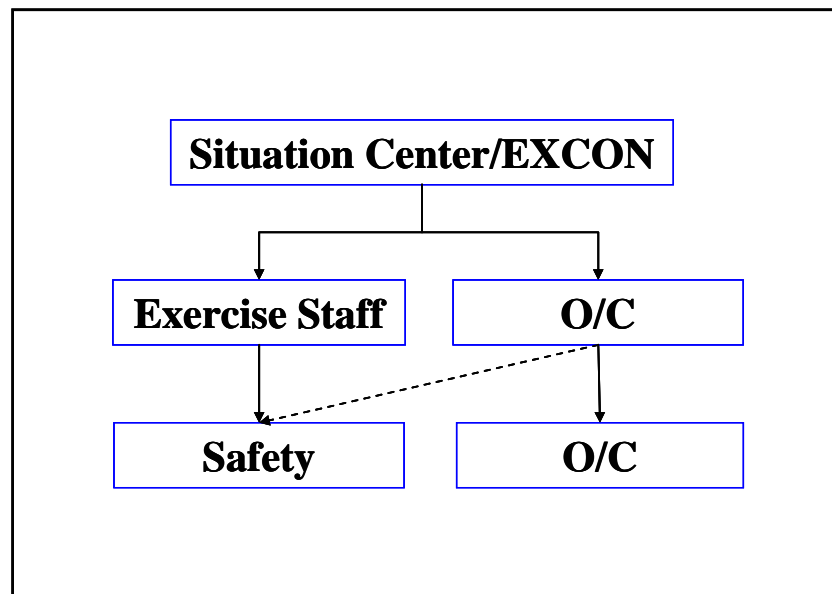 Situation Center/EXCON
Exercise Staff
O/C
Safety
O/C